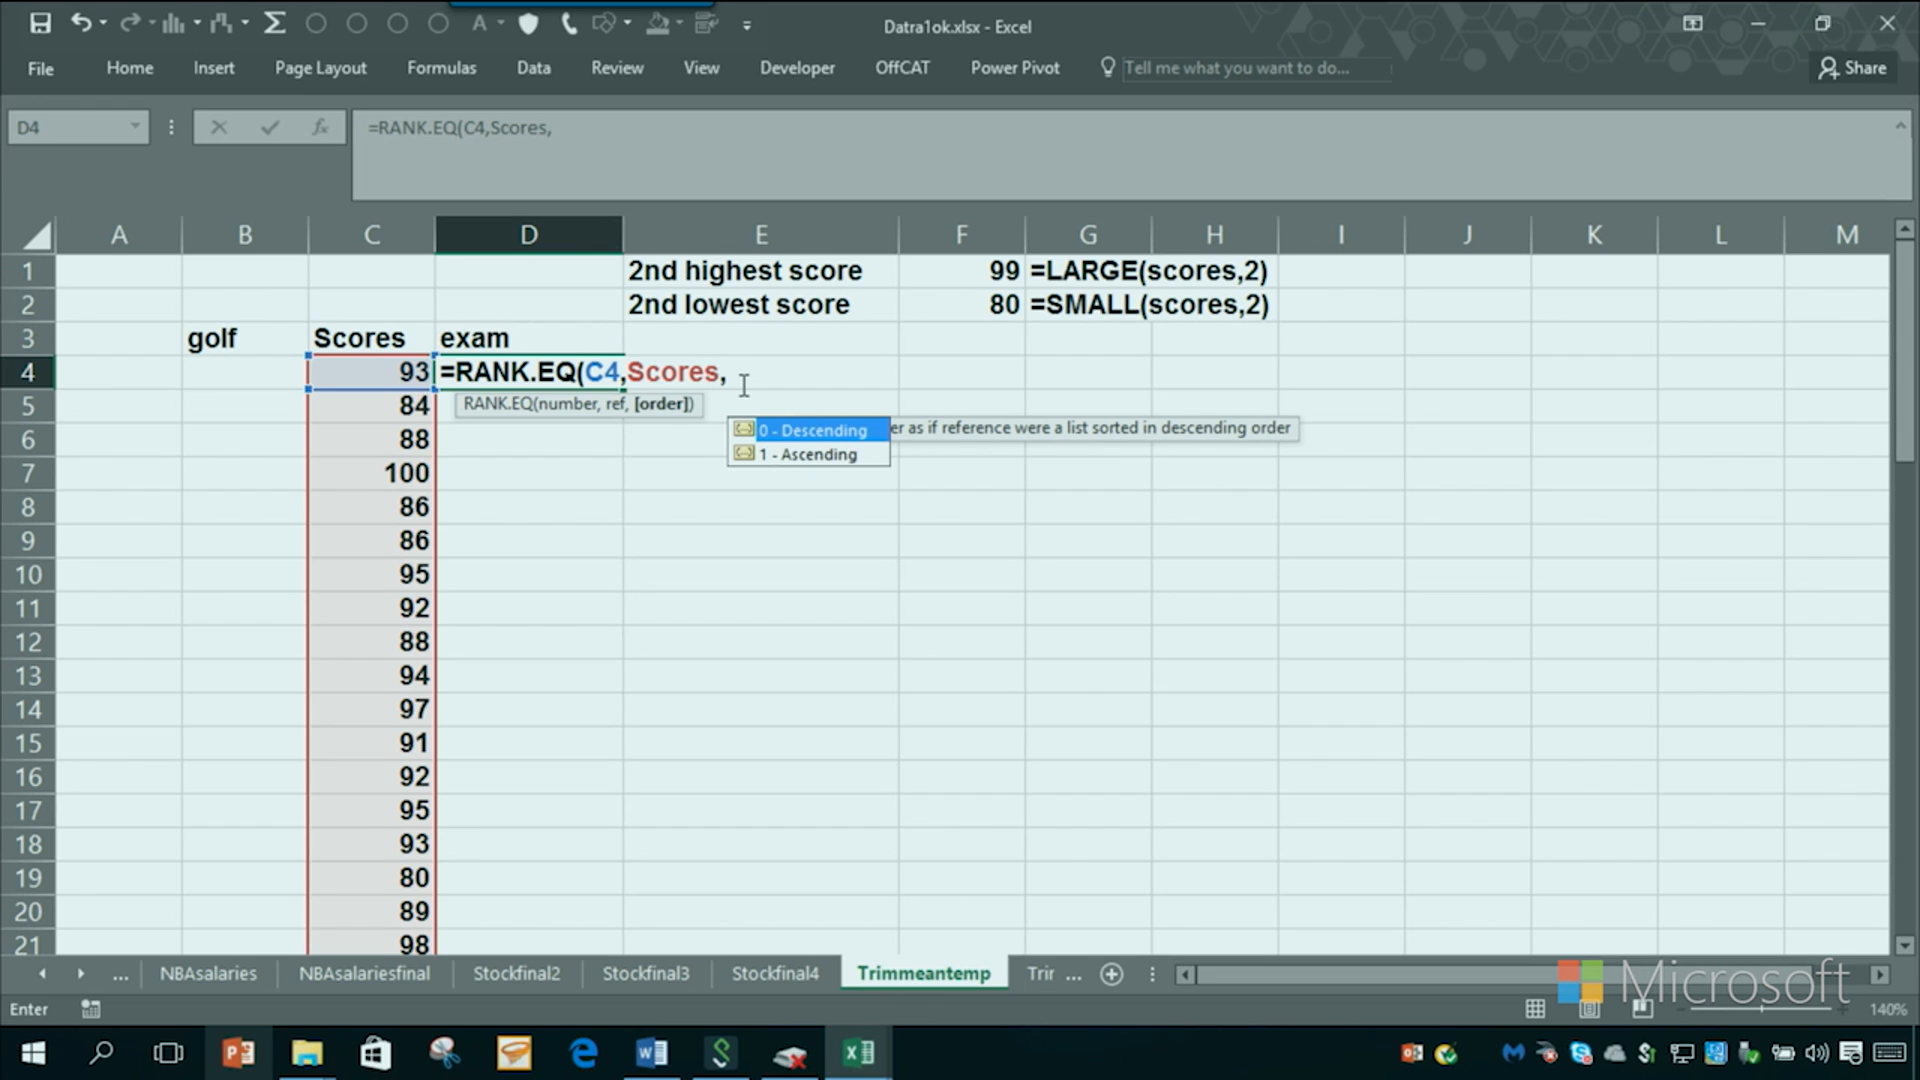 Datra1ok.xlsx - Excel
File Home Insert Page Layout Formulas Data Review View Developer OffCAT Power Pivot Tell me what you want to do... Share
D4 fx =RANK.EQ(C4,Scores,
A B C D E F G H I J K L M
1 2nd highest score 99 =LARGE(scores,2)
2 2nd lowest score 80 =SMALL(scores,2)
3 golf Scores exam
4 93 =RANK.EQ(C4,Scores,
5 84 RANK.EQ(number, ref, [order])
6 88 0 - Descending er as if reference were a list sorted in descending order
1 - Ascending
7 100
8 86
9 86
10 95
11 92
12 88
13 94
14 97
15 91
16 92
17 95
18 93
19 80
20 89
21 98
... NBAsalaries NBAsalariesfinal Stockfinal2 Stockfinal3 Stockfinal4 Trimmeantemp Trir ...
Microsoft
Enter 140%